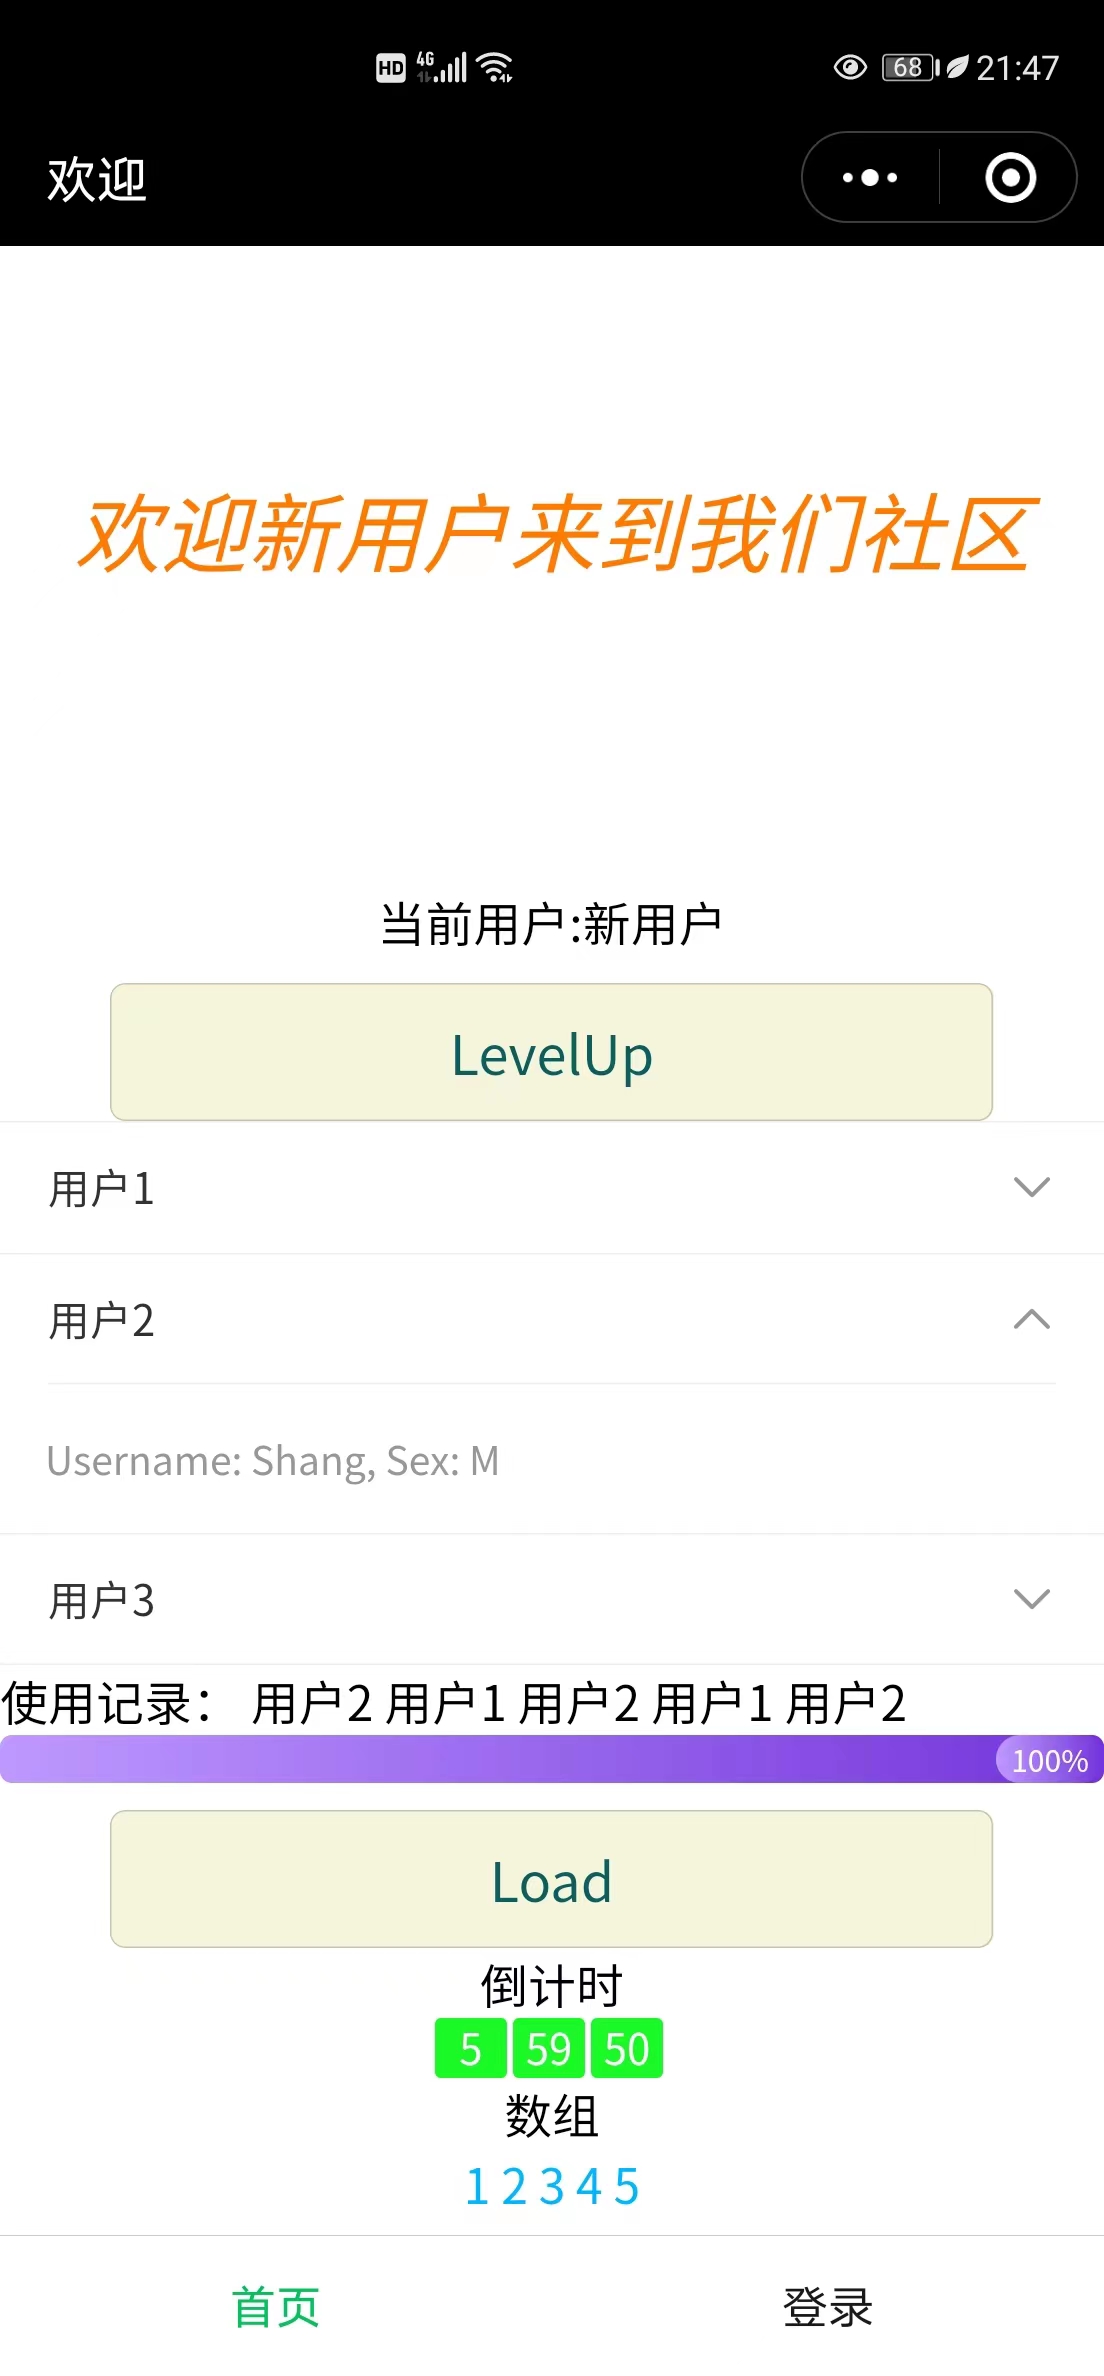 HD 4G 68 21:47
欢迎
欢迎新用户来到我们社区
当前用户:新用户
LevelUp
用户1
用户2
Username: Shang, Sex: M
用户3
使用记录： 用户2 用户1 用户2 用户1 用户2
100%
Load
倒计时
5 59 50
数组
1 2 3 4 5
首页 登录